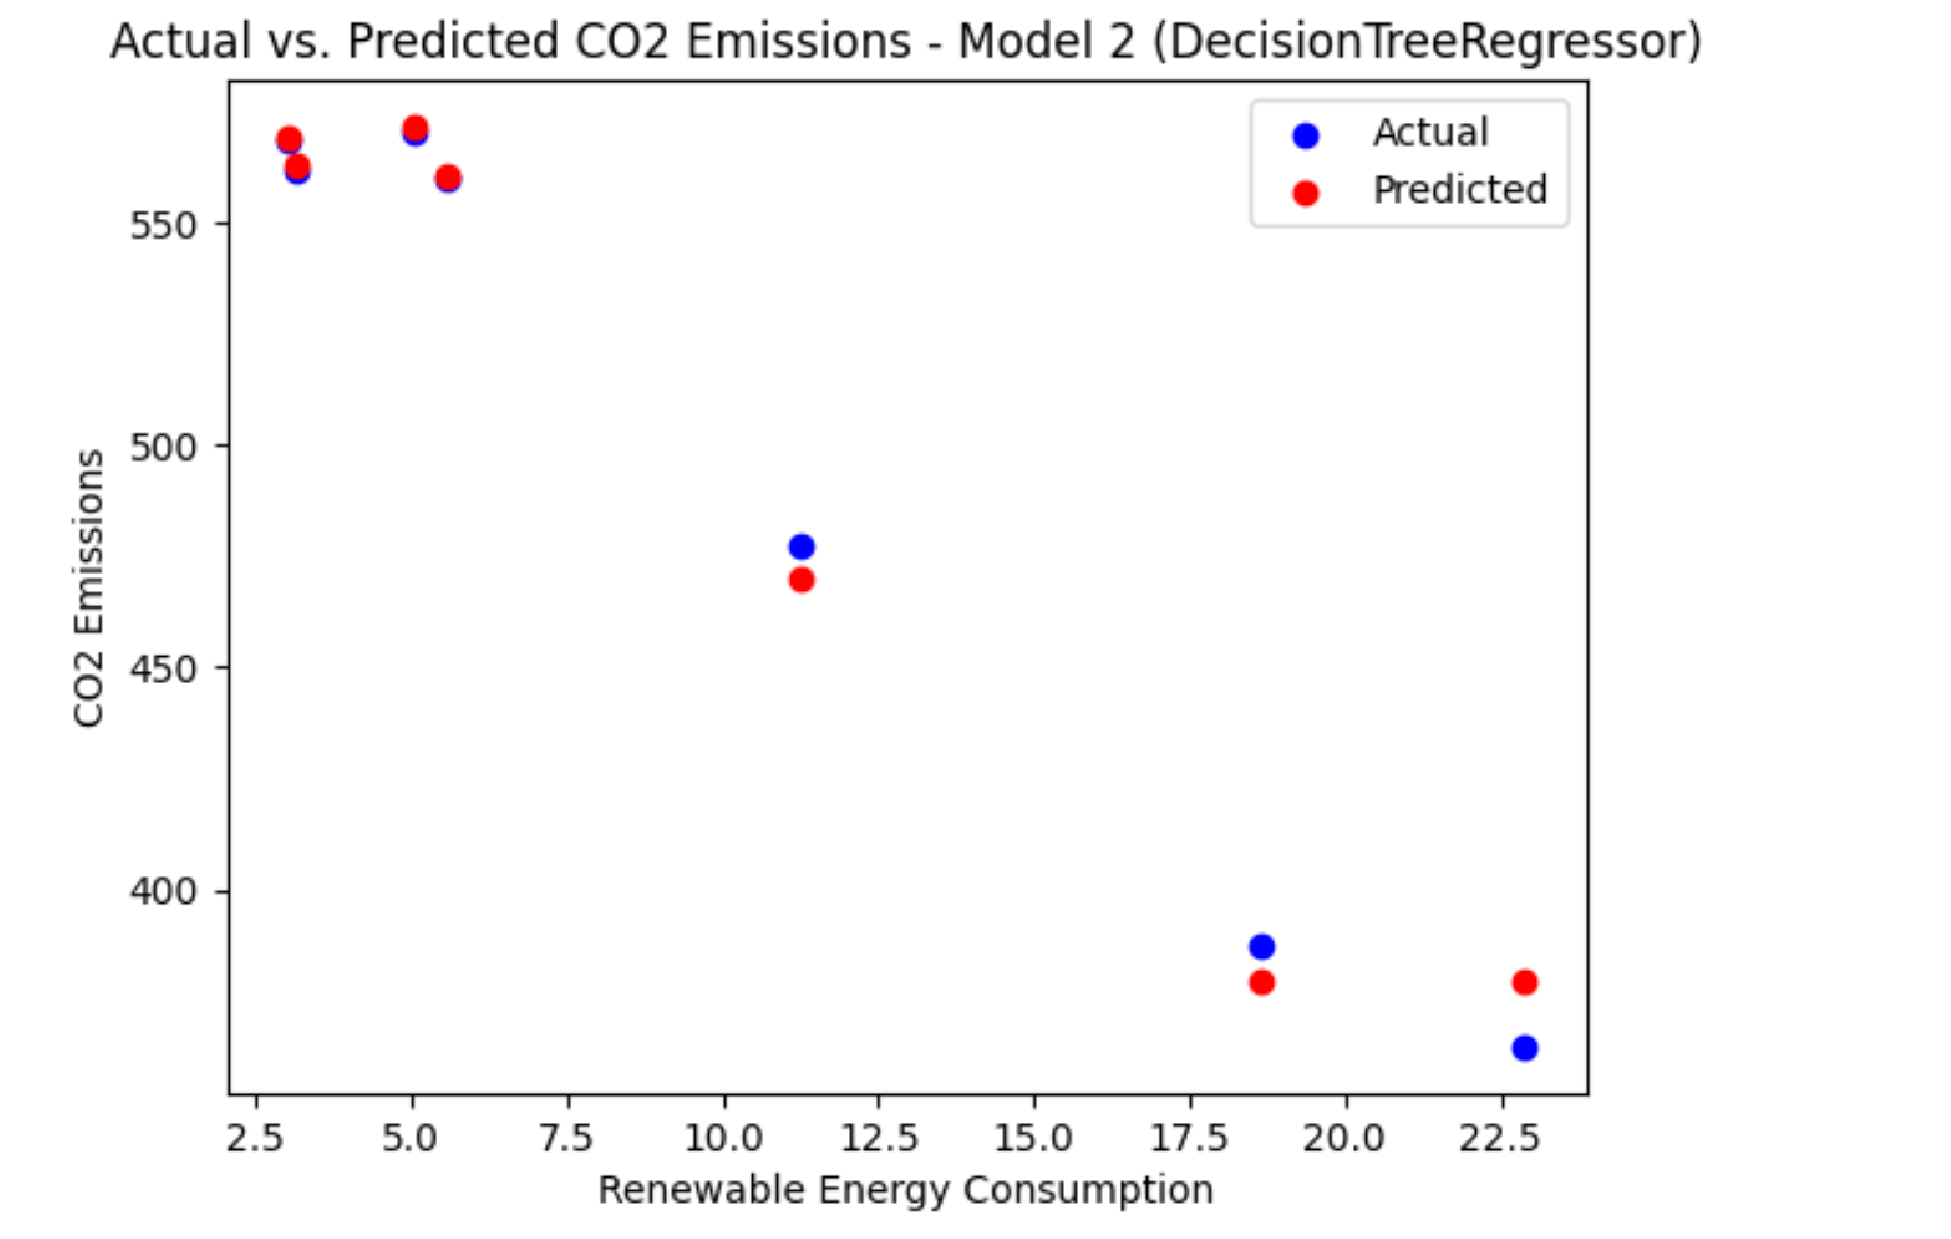 Actual vs. Predicted CO2 Emissions - Model 2 (DecisionTreeRegressor)
Actual
Predicted
550
500
450
400
CO2 Emissions
2.5 5.0 7.5 10.0 12.5 15.0 17.5 20.0 22.5
Renewable Energy Consumption